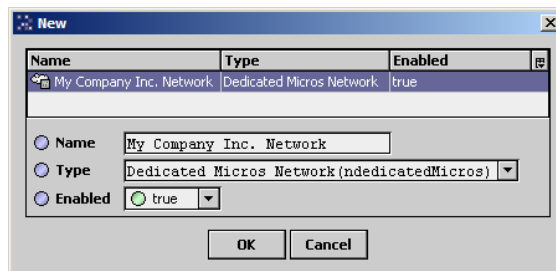 New
Name Type Enabled
My Company Inc. Network Dedicated Micros Network true
Name My Company Inc. Network
Type Dedicated Micros Network(ndedicatedMicros)
Enabled true
OK Cancel